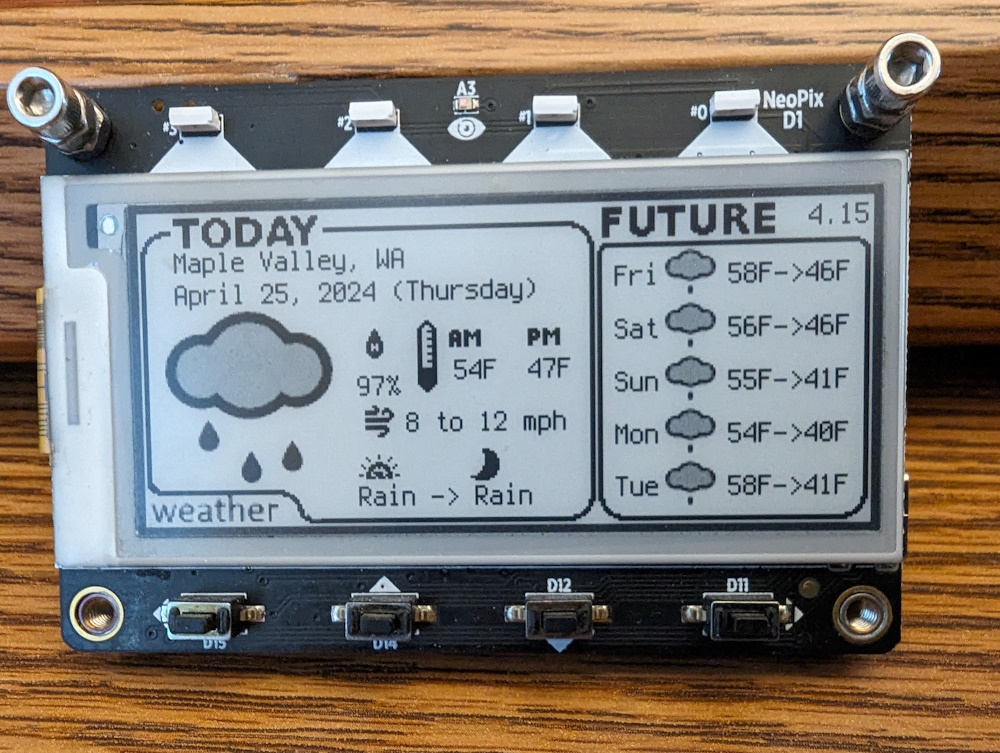 A3
#3
#2
#1
#0
NeoPix
D1
TODAY
Maple Valley, WA
April 25, 2024 (Thursday)
H
97%
AM PM
54F 47F
8 to 12 mph
Rain -> Rain
weather
FUTURE 4.15
Fri 58F->46F
Sat 56F->46F
Sun 55F->41F
Mon 54F->40F
Tue 58F->41F
D15
D14
D12
D11